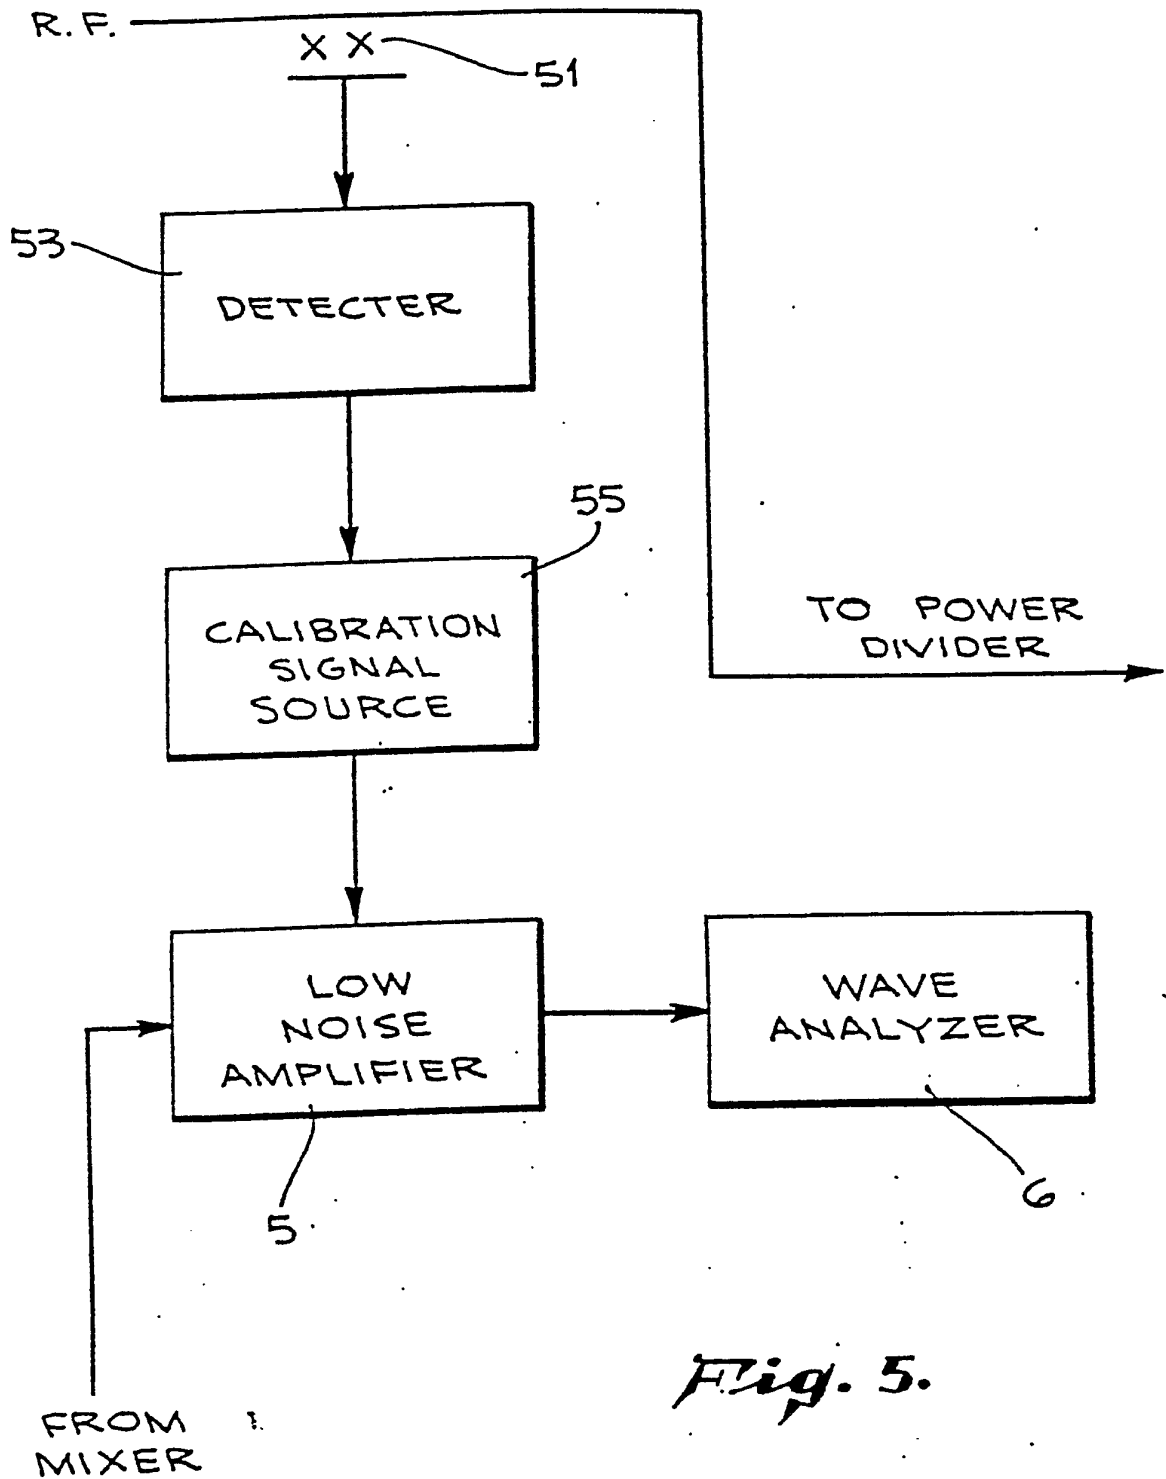 R.F.
X X
51
53
DETECTER
55
CALIBRATION
SIGNAL
SOURCE
TO POWER
DIVIDER
LOW
NOISE
AMPLIFIER
WAVE
ANALYZER
5
6
Fig. 5.
FROM
MIXER